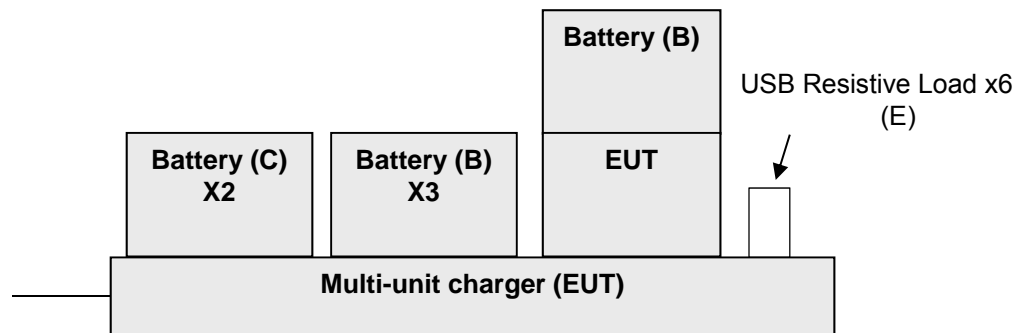 Battery (B)
USB Resistive Load x6
(E)
Battery (C)
X2
Battery (B)
X3
EUT
Multi-unit charger (EUT)